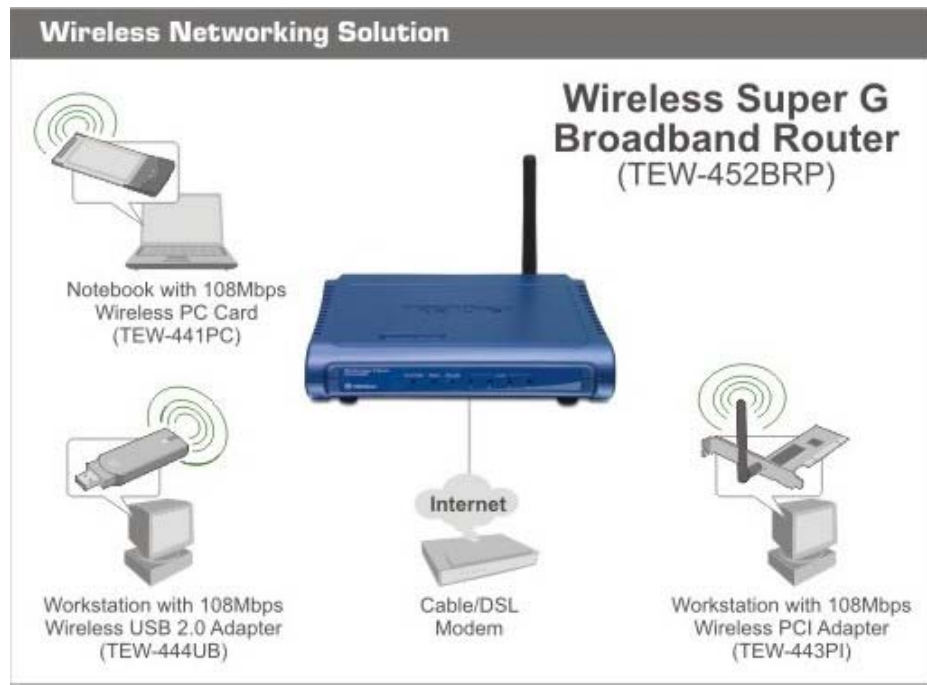 Wireless Networking Solution
Wireless Super G
Broadband Router
(TEW-452BRP)
Notebook with 108Mbps
Wireless PC Card
(TEW-441PC)
Internet
Workstation with 108Mbps
Wireless USB 2.0 Adapter
(TEW-444UB)
Cable/DSL
Modem
Workstation with 108Mbps
Wireless PCI Adapter
(TEW-443PI)